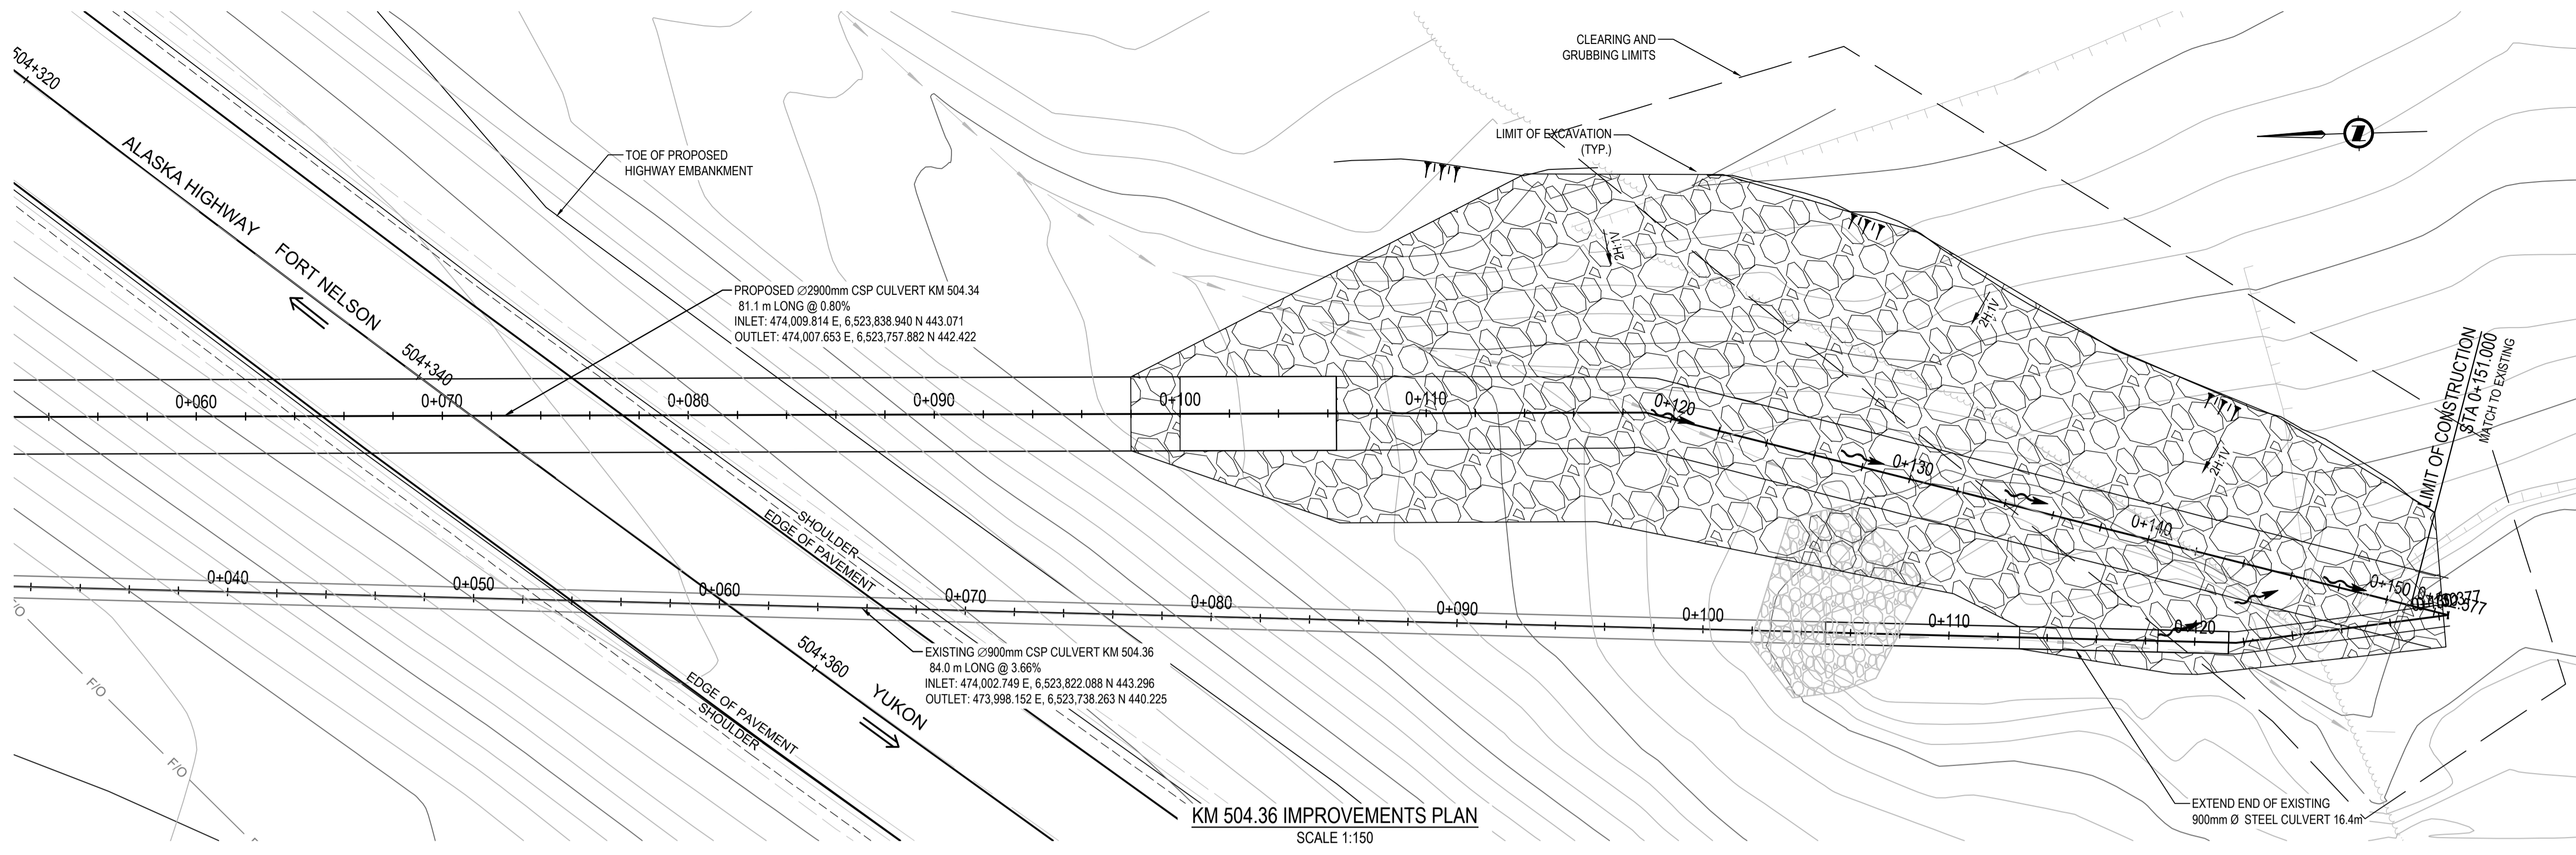 CLEARING AND
GRUBBING LIMITS
504+320
LIMIT OF EXCAVATION
(TYP.)
Z
TOE OF PROPOSED
HIGHWAY EMBANKMENT
ALASKA HIGHWAY
FORT NELSON
2H:1V
2H:1V
PROPOSED Ø2900mm CSP CULVERT KM 504.34
81.1 m LONG @ 0.80%
INLET: 474,009.814 E, 6,523,838.940 N 443.071
OUTLET: 474,007.653 E, 6,523,757.882 N 442.422
504+340
LIMIT OF CONSTRUCTION
STA 0+151.000
MATCH TO EXISTING
0+060
0+070
0+080
0+090
0+100
0+110
0+120
0+130
0+140
0+150
2H:1V
SHOULDER
EDGE OF PAVEMENT
0+040
0+050
0+060
0+070
0+080
0+090
0+100
0+110
0+120
504+360
EXISTING Ø900mm CSP CULVERT KM 504.36
84.0 m LONG @ 3.66%
INLET: 474,002.749 E, 6,523,822.088 N 443.296
OUTLET: 473,998.152 E, 6,523,738.263 N 440.225
YUKON
EDGE OF PAVEMENT
SHOULDER
F/O
F/O
EXTEND END OF EXISTING
900mm Ø STEEL CULVERT 16.4m
KM 504.36 IMPROVEMENTS PLAN
SCALE 1:150